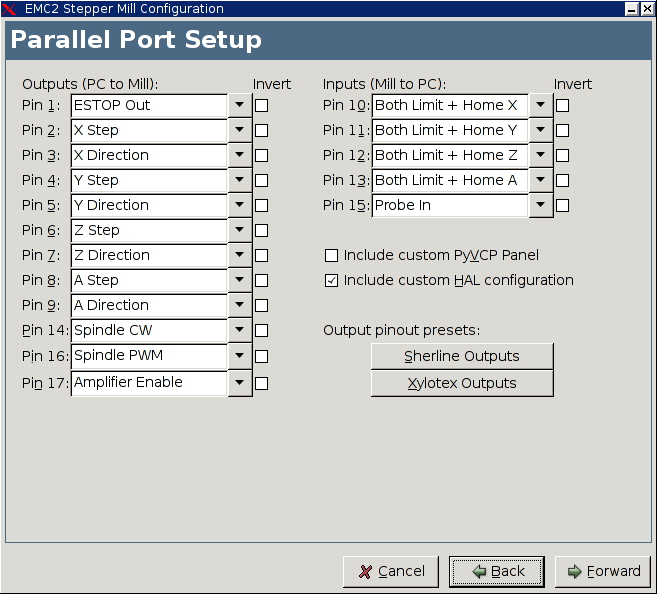 EMC2 Stepper Mill Configuration
Parallel Port Setup
Outputs (PC to Mill): Invert
Pin 1: ESTOP Out
Pin 2: X Step
Pin 3: X Direction
Pin 4: Y Step
Pin 5: Y Direction
Pin 6: Z Step
Pin 7: Z Direction
Pin 8: A Step
Pin 9: A Direction
Pin 14: Spindle CW
Pin 16: Spindle PWM
Pin 17: Amplifier Enable
Inputs (Mill to PC): Invert
Pin 10: Both Limit + Home X
Pin 11: Both Limit + Home Y
Pin 12: Both Limit + Home Z
Pin 13: Both Limit + Home A
Pin 15: Probe In
Include custom PyVCP Panel
Include custom HAL configuration
Output pinout presets:
Sherline Outputs
Xylotex Outputs
Cancel Back Forward